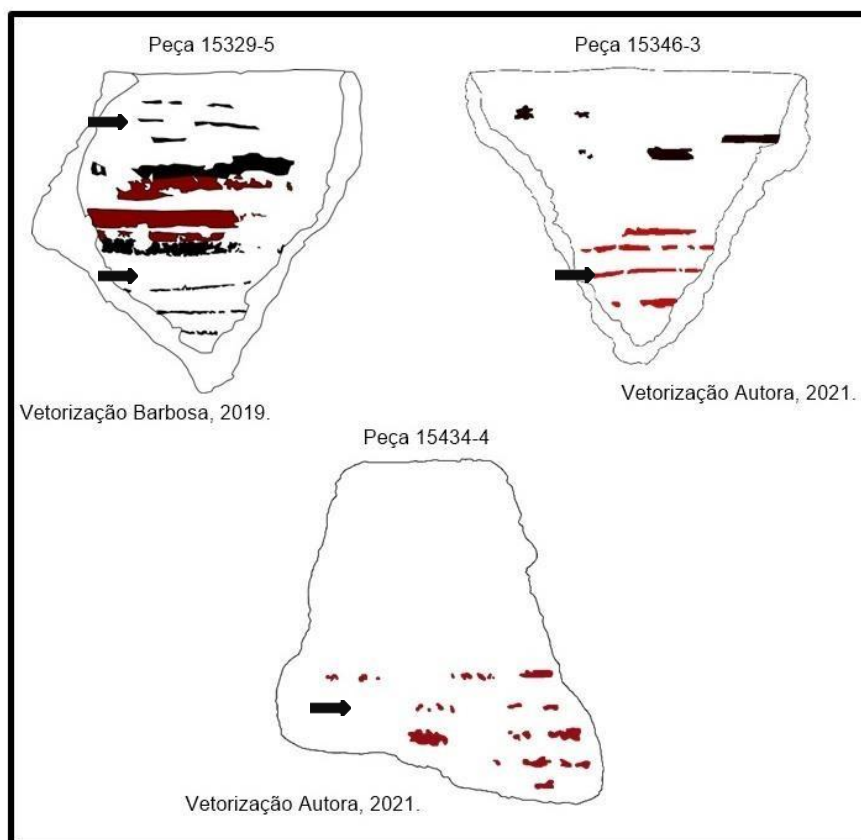 Peça 15329-5
Peça 15346-3
Vetorização Barbosa, 2019.
Vetorização Autora, 2021.
Peça 15434-4
Vetorização Autora, 2021.